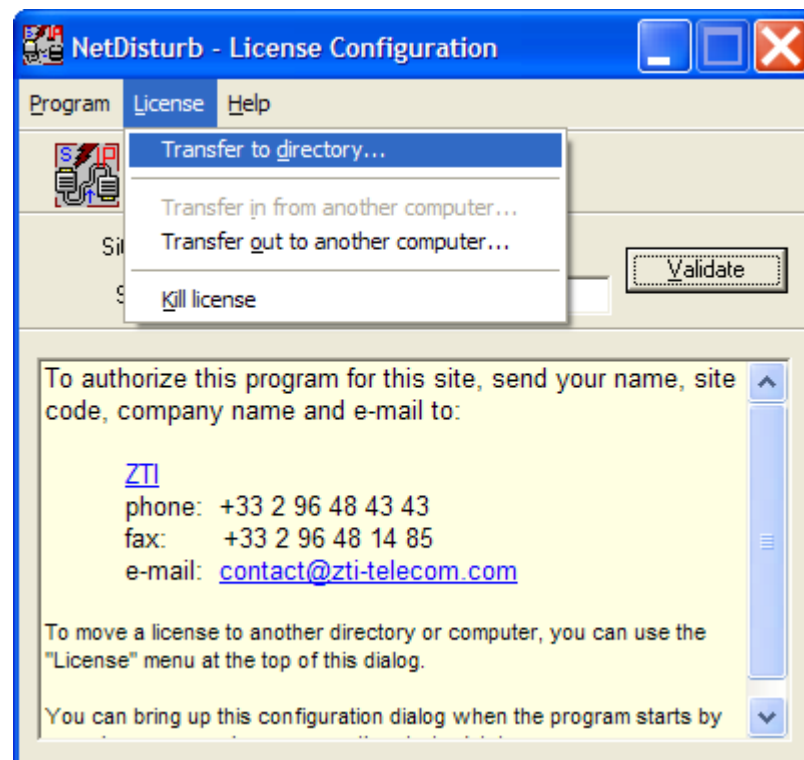 NetDisturb - License Configuration
Program License Help
Transfer to directory...
Transfer in from another computer...
Transfer out to another computer...
Kill license
Validate
To authorize this program for this site, send your name, site
code, company name and e-mail to:
ZTI
phone: +33 2 96 48 43 43
fax: +33 2 96 48 14 85
e-mail: contact@zti-telecom.com
To move a license to another directory or computer, you can use the
"License" menu at the top of this dialog.
You can bring up this configuration dialog when the program starts by